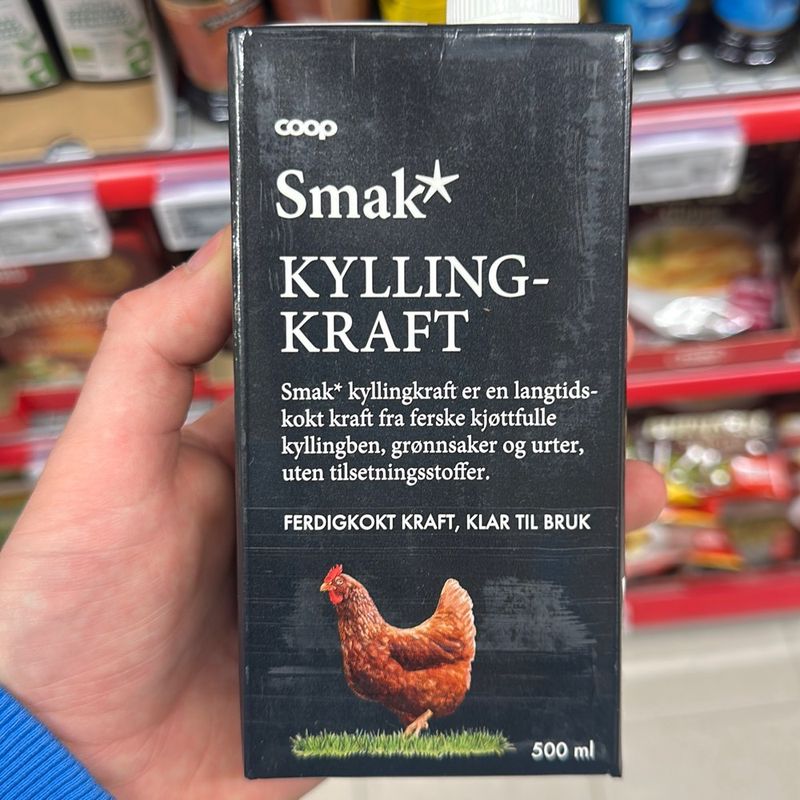 coop
Smak*
KYLLING-
KRAFT
Smak* kyllingkraft er en langtids-
kokt kraft fra ferske kjøttfulle
kyllingben, grønnsaker og urter,
uten tilsetningsstoffer.
FERDIGKOKT KRAFT, KLAR TIL BRUK
500 ml